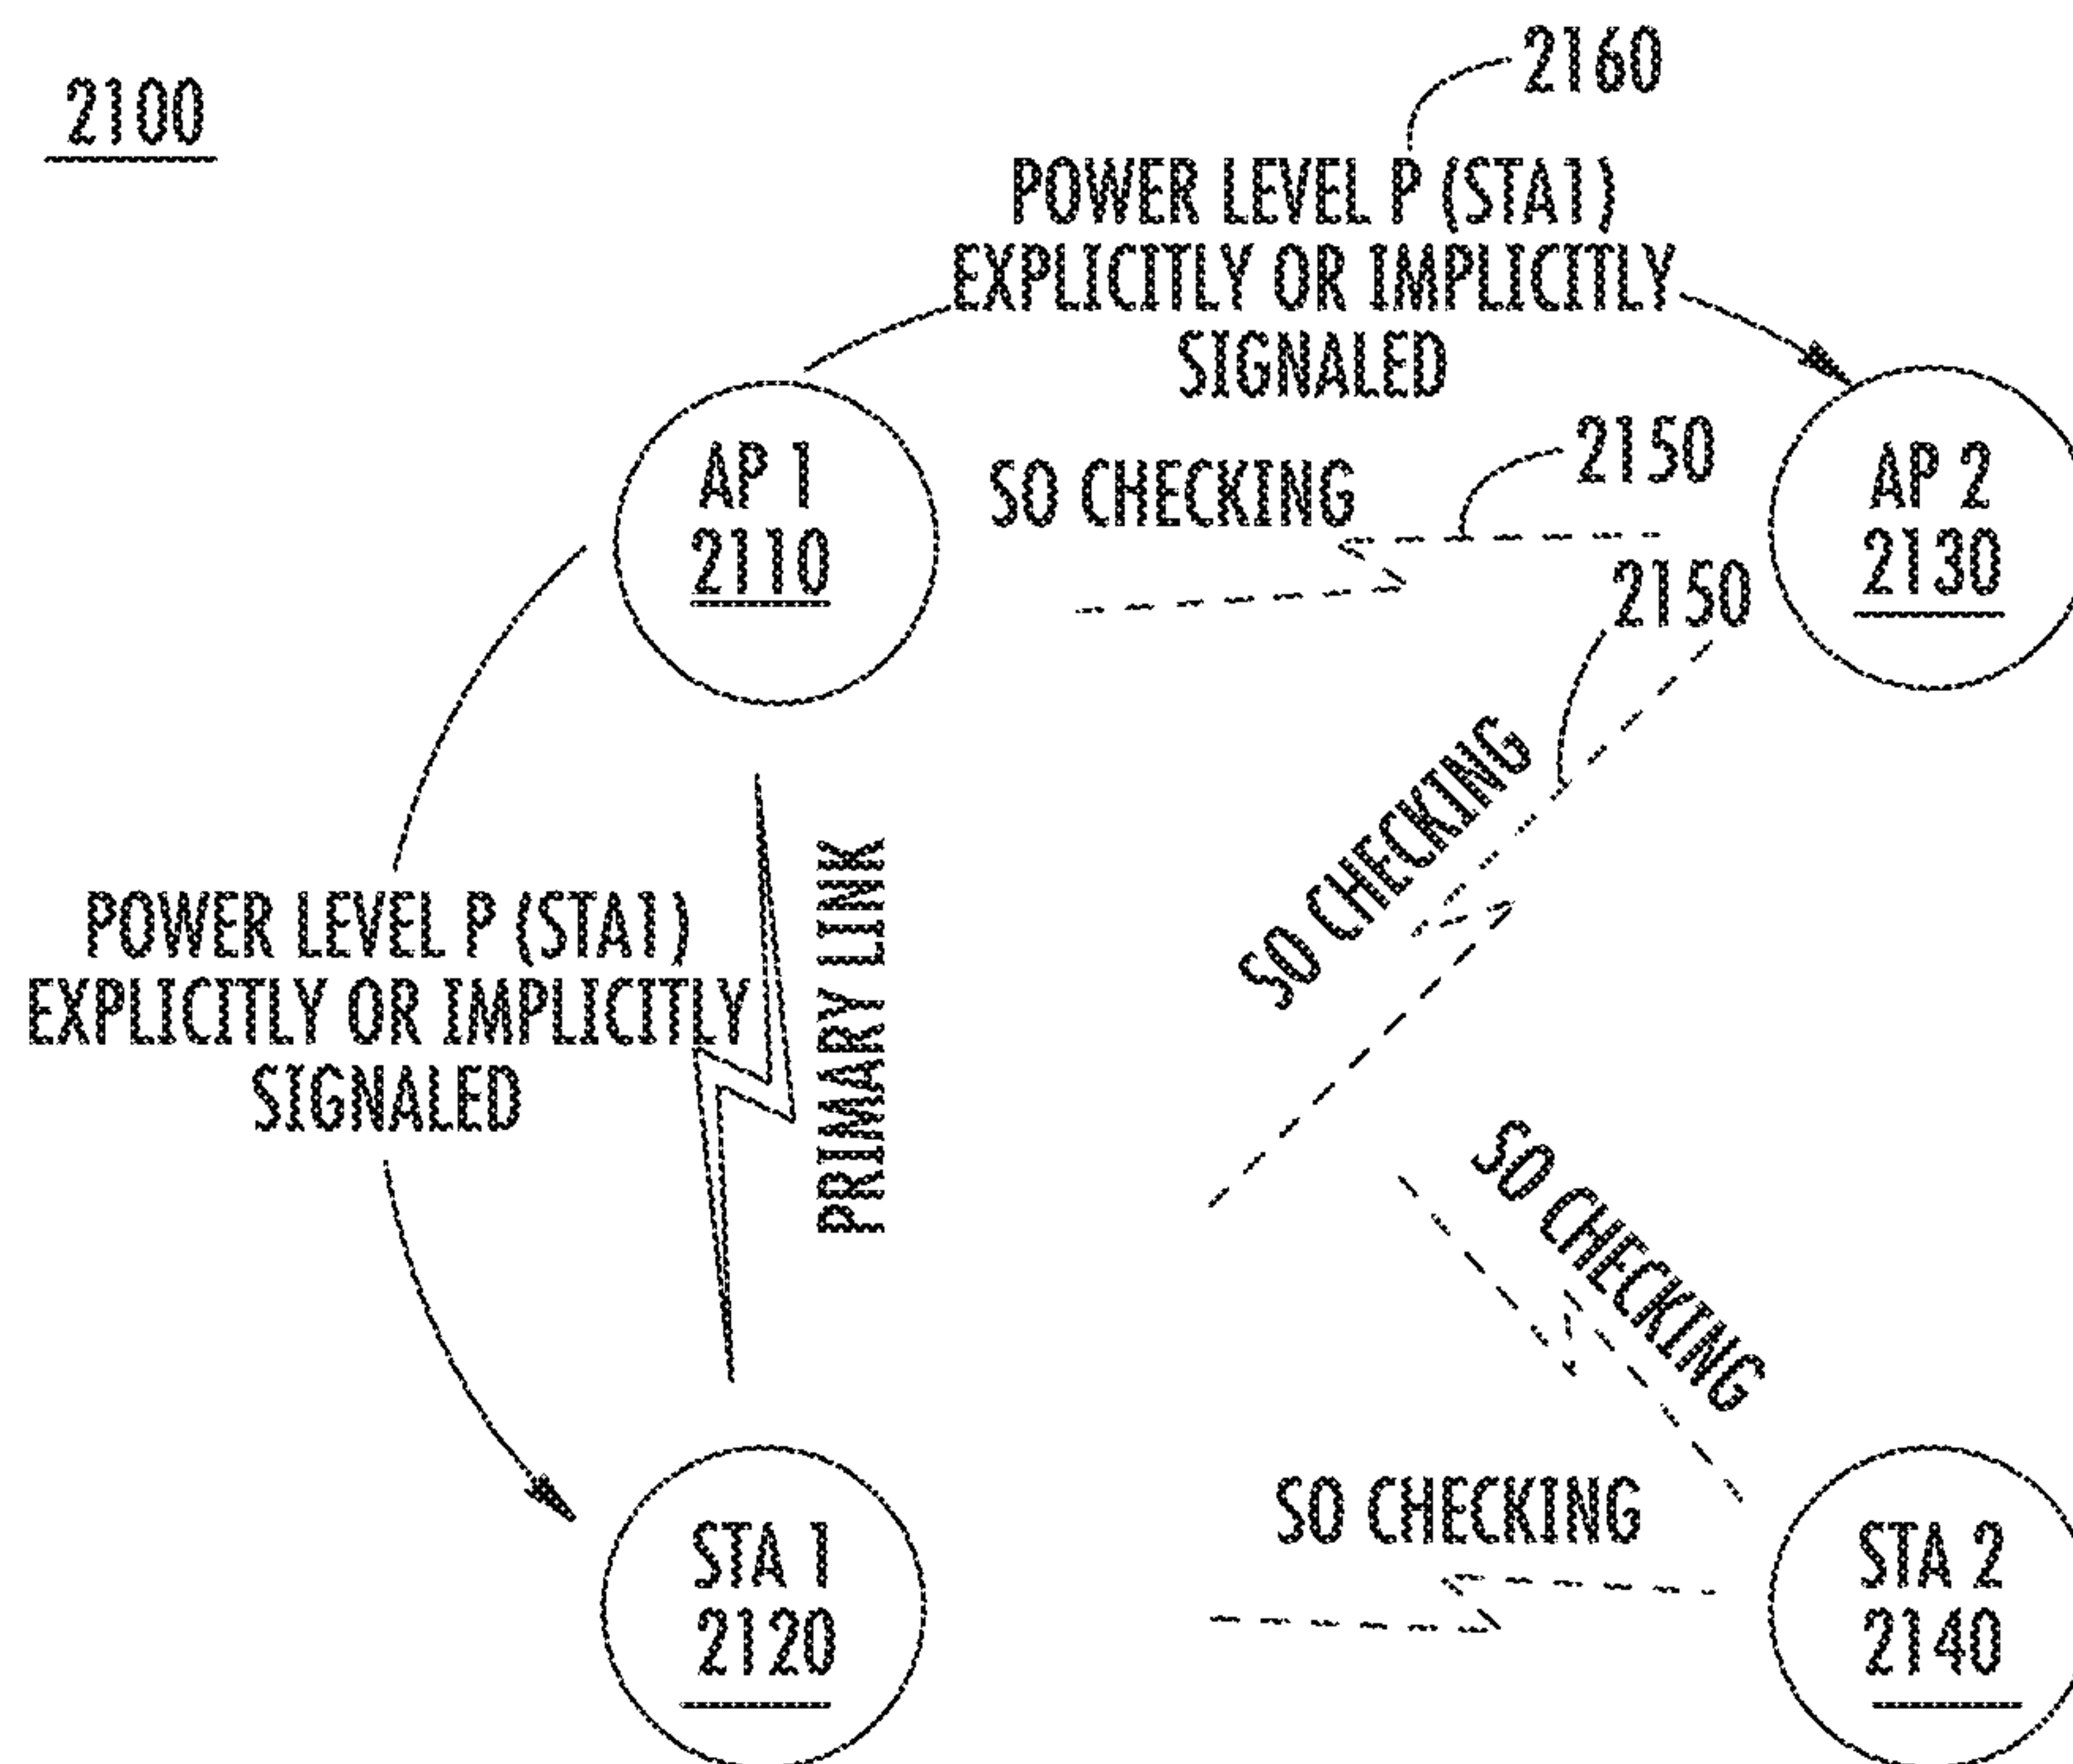 2100
2160
POWER LEVEL P (STA1)
EXPLICITLY OR IMPLICITLY
SIGNALED
AP 1
2110
SO CHECKING
2150
AP 2
2130
2150
SO CHECKING
PRIMARY LINK
POWER LEVEL P (STA1)
EXPLICITLY OR IMPLICITLY
SIGNALED
SO CHECKING
SO CHECKING
STA 1
2120
STA 2
2140